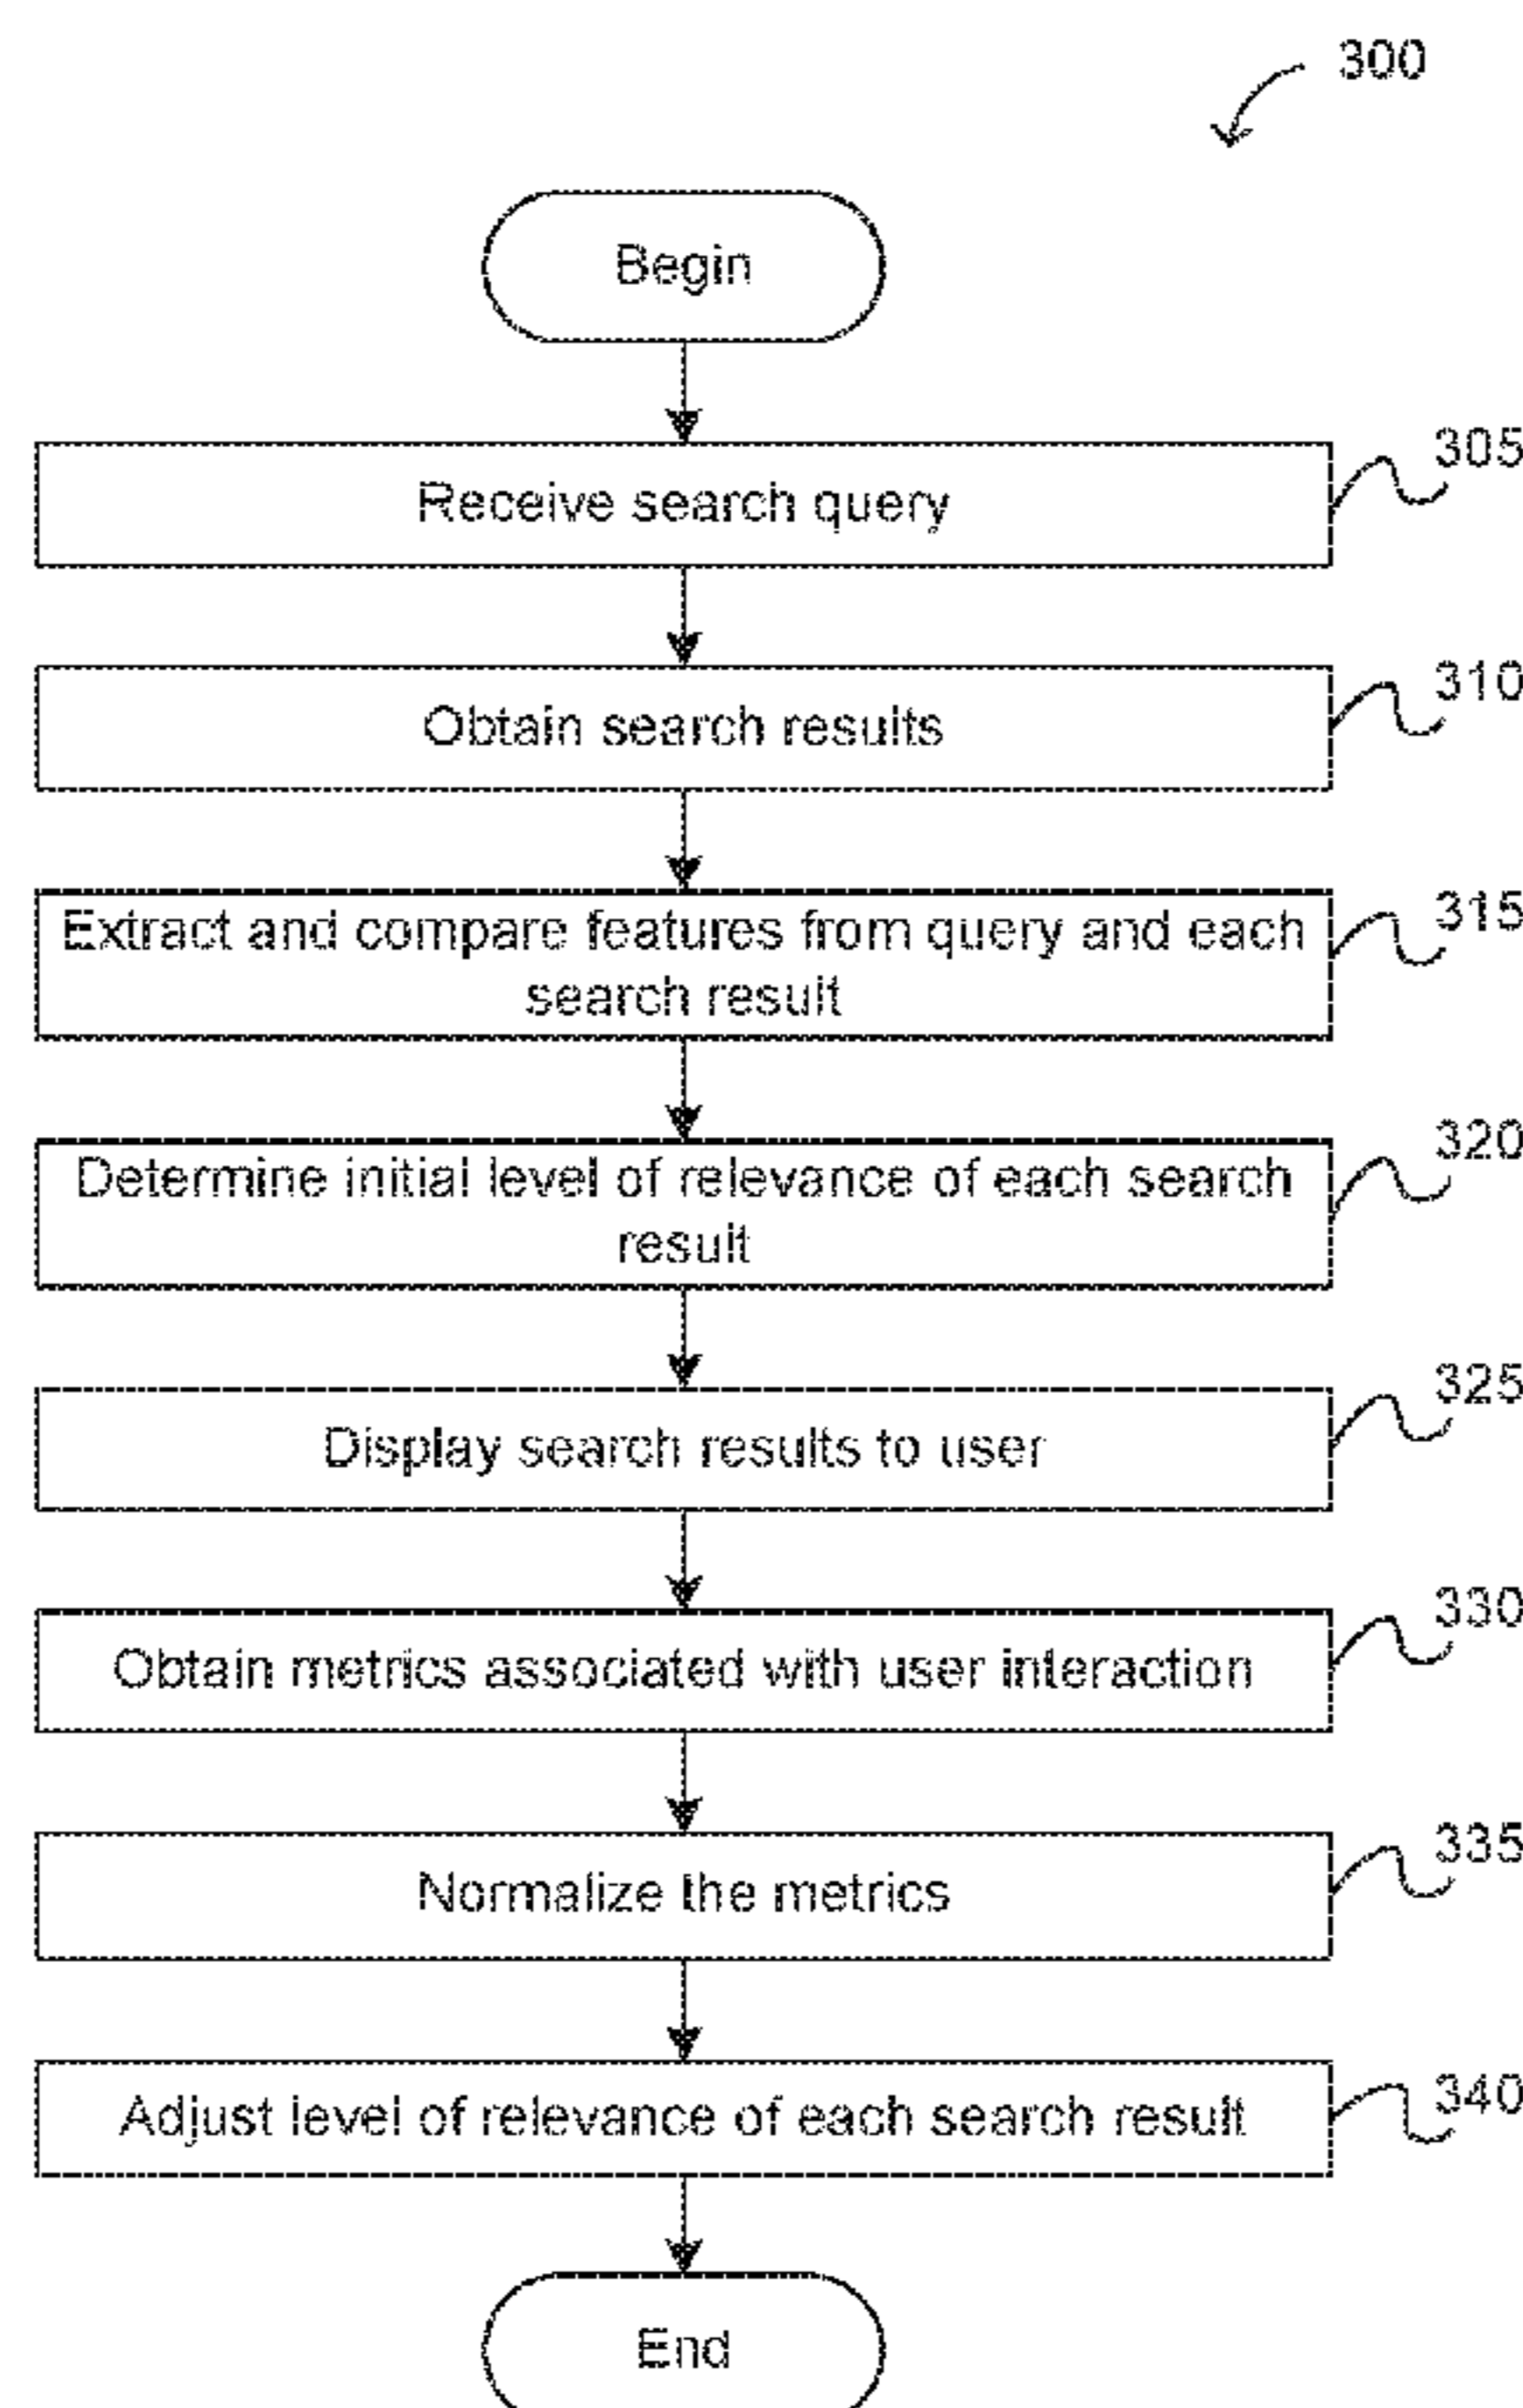 300
Begin
Receive search query
305
Obtain search results
310
Extract and compare features from query and each
search result
315
Determine initial level of relevance of each search
result
320
Display search results to user
325
Obtain metrics associated with user interaction
330
Normalize the metrics
335
Adjust level of relevance of each search result
340
End